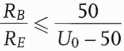 R_B / R_E ⩽ 50 / (U_0 − 50)